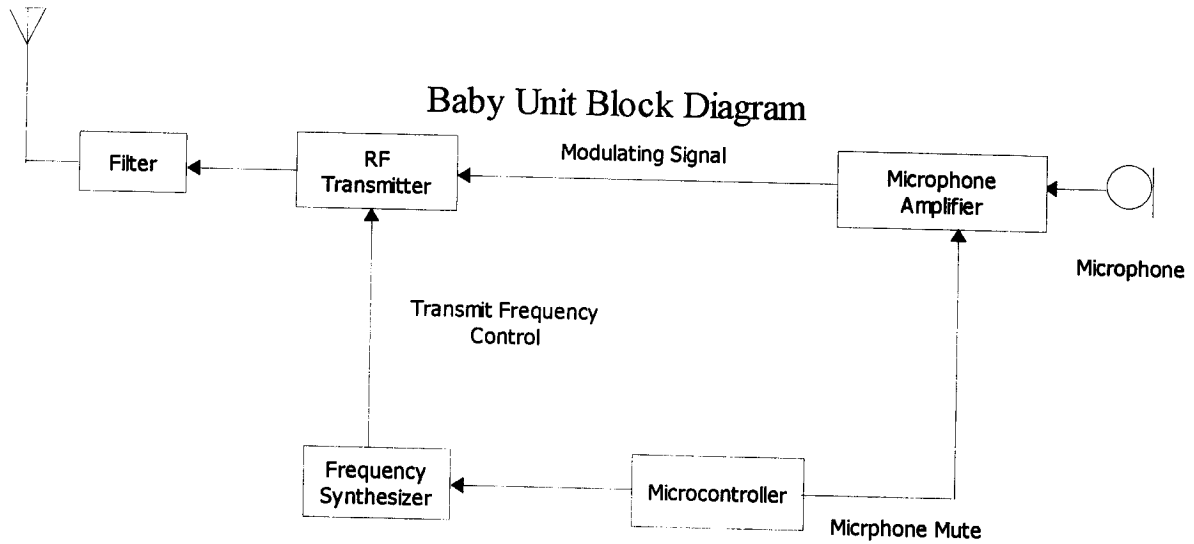 Baby Unit Block Diagram
Filter
RF
Transmitter
Modulating Signal
Microphone
Amplifier
Microphone
Transmit Frequency
Control
Frequency
Synthesizer
Microcontroller
Micrphone Mute